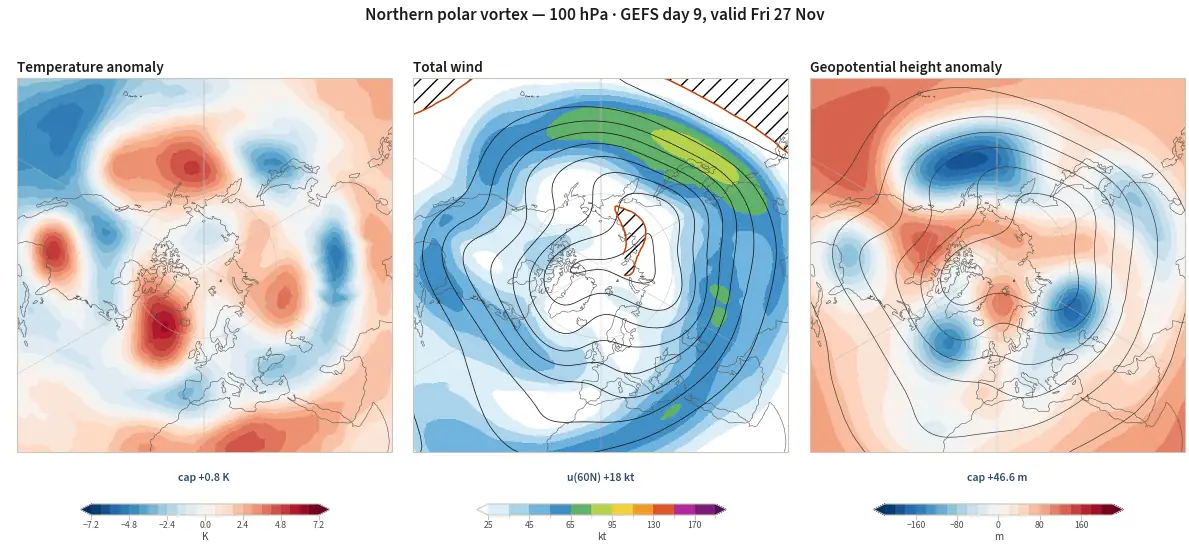 Northern polar vortex — 100 hPa · GEFS day 9, valid Fri 27 Nov
Temperature anomaly
Total wind
Geopotential height anomaly
cap +0.8 K
u(60N) +18 kt
cap +46.6 m
−7.2 −4.8 −2.4 0.0 2.4 4.8 7.2
K
25 45 65 95 130 170
kt
−160 −80 0 80 160
m